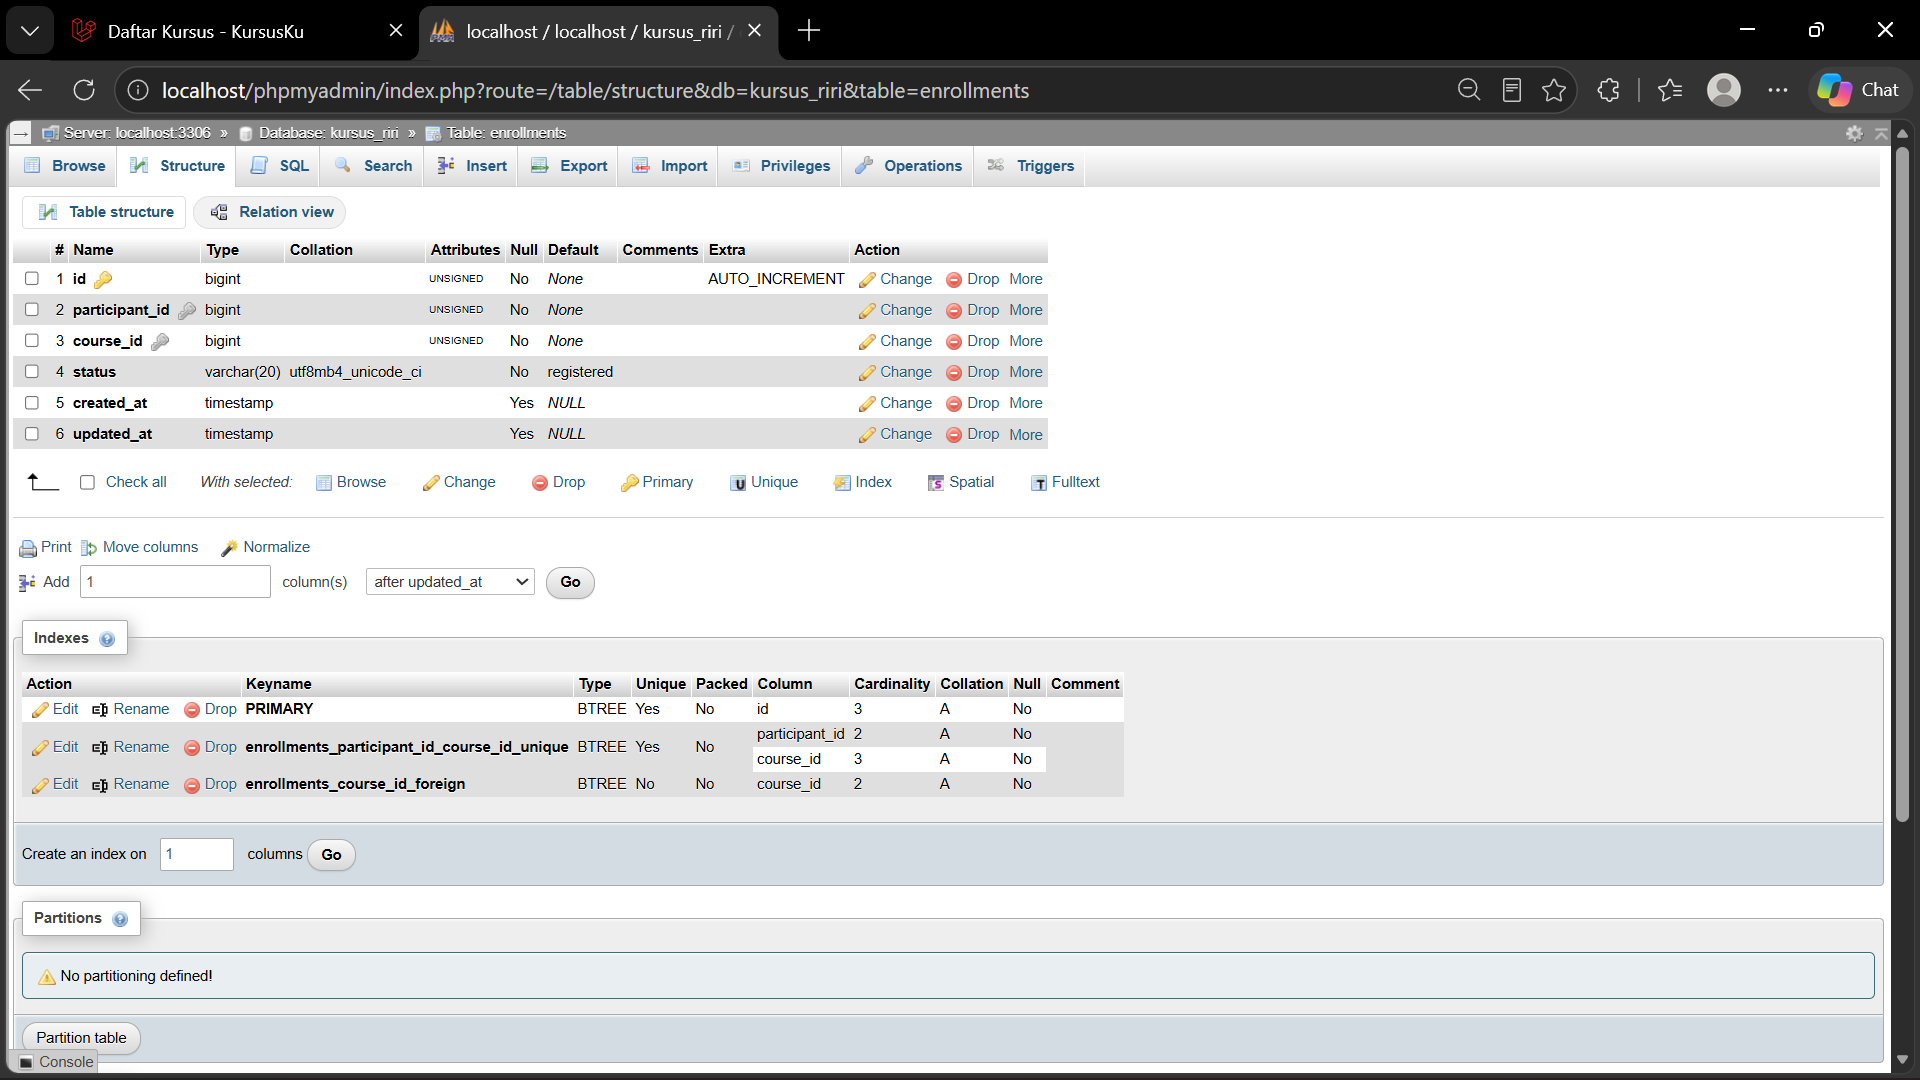 Daftar Kursus - KursusKu
localhost / localhost / kursus_riri /
localhost/phpmyadmin/index.php?route=/table/structure&db=kursus_riri&table=enrollments
Chat
Server: localhost:3306 » Database: kursus_riri » Table: enrollments
Browse Structure SQL Search Insert Export Import Privileges Operations Triggers
Table structure Relation view
# Name Type Collation Attributes Null Default Comments Extra Action
1 id bigint UNSIGNED No None AUTO_INCREMENT Change Drop More
2 participant_id bigint UNSIGNED No None Change Drop More
3 course_id bigint UNSIGNED No None Change Drop More
4 status varchar(20) utf8mb4_unicode_ci No registered Change Drop More
5 created_at timestamp Yes NULL Change Drop More
6 updated_at timestamp Yes NULL Change Drop More
Check all With selected: Browse Change Drop Primary Unique Index Spatial Fulltext
Print Move columns Normalize
Add 1 column(s) after updated_at Go
Indexes
Action Keyname Type Unique Packed Column Cardinality Collation Null Comment
Edit Rename Drop PRIMARY BTREE Yes No id 3 A No
participant_id 2 A No
Edit Rename Drop enrollments_participant_id_course_id_unique BTREE Yes No
course_id 3 A No
Edit Rename Drop enrollments_course_id_foreign BTREE No No course_id 2 A No
Create an index on 1 columns Go
Partitions
No partitioning defined!
Partition table
Console